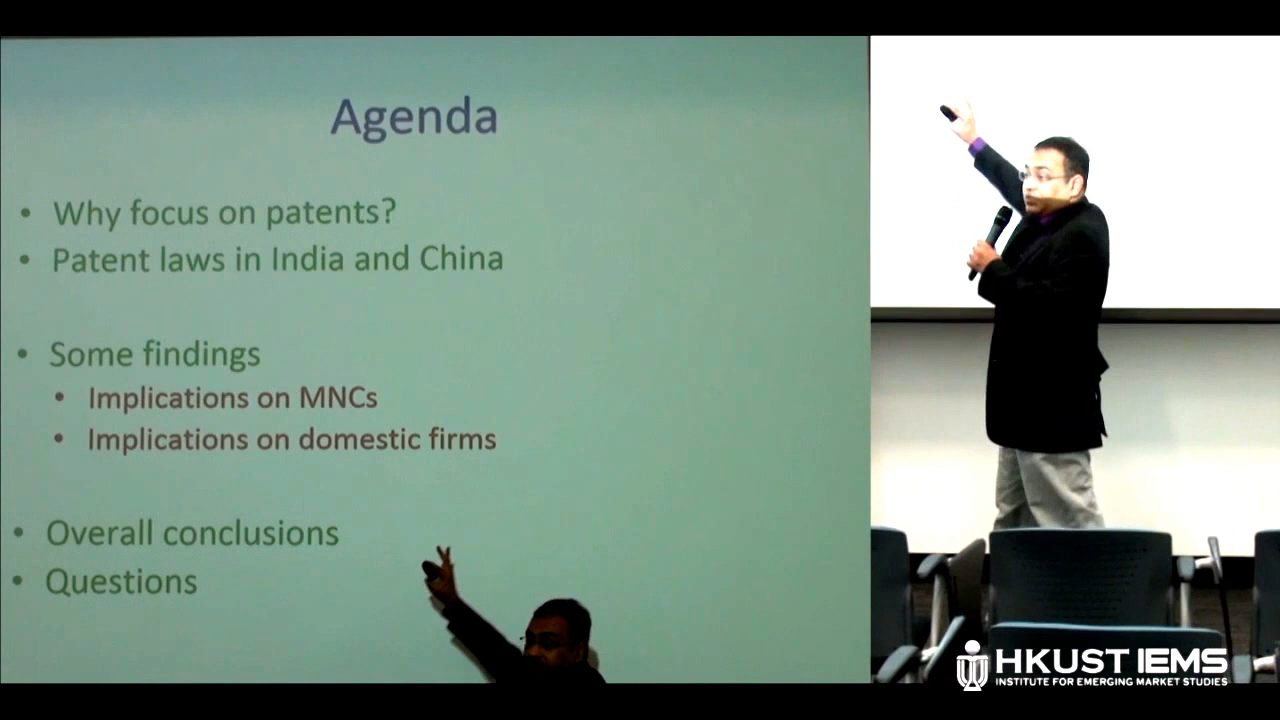 Agenda
• Why focus on patents?
• Patent laws in India and China
• Some findings
• Implications on MNCs
• Implications on domestic firms
• Overall conclusions
• Questions
HKUST IEMS
INSTITUTE FOR EMERGING MARKET STUDIES